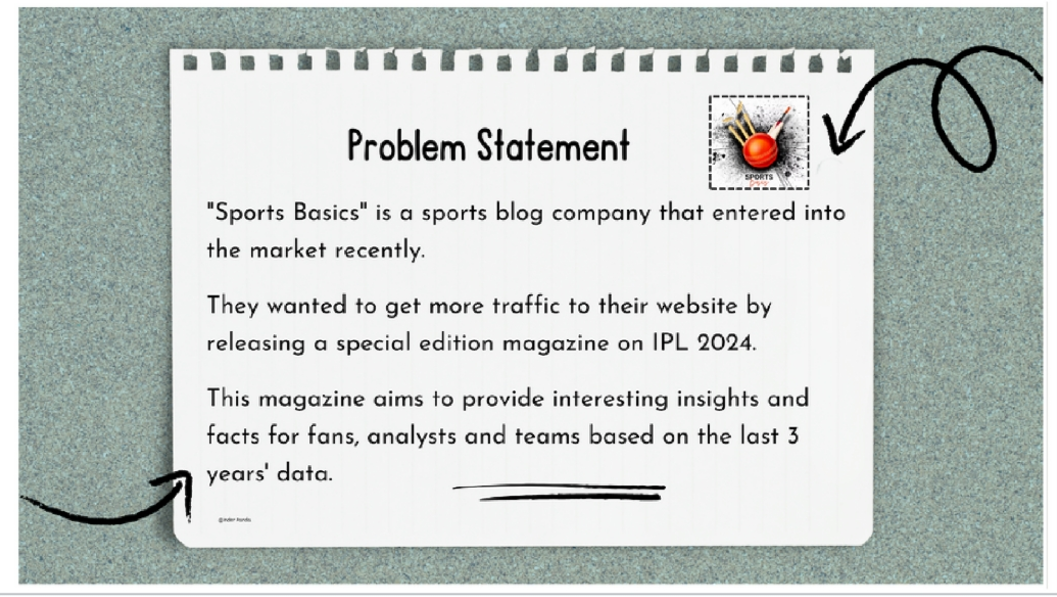 Problem Statement
SPORTS
"Sports Basics" is a sports blog company that entered into
the market recently.
They wanted to get more traffic to their website by
releasing a special edition magazine on IPL 2024.
This magazine aims to provide interesting insights and
facts for fans, analysts and teams based on the last 3
years' data.